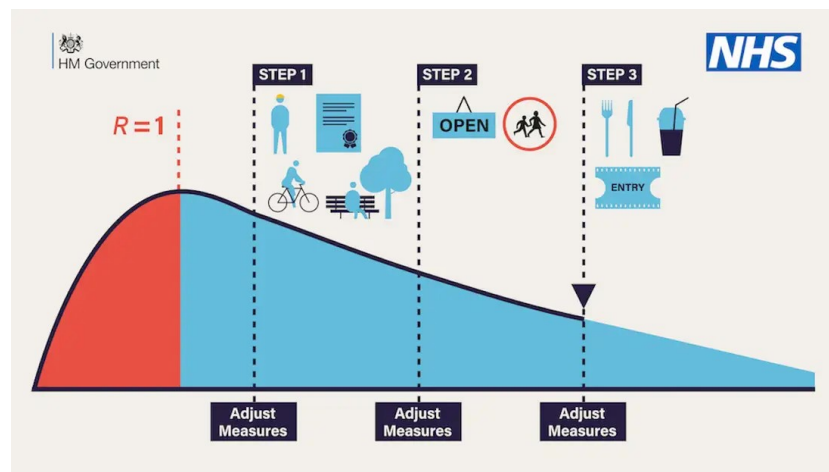 HM Government
NHS
STEP 1
STEP 2
STEP 3
R=1
OPEN
ENTRY
Adjust
Measures
Adjust
Measures
Adjust
Measures